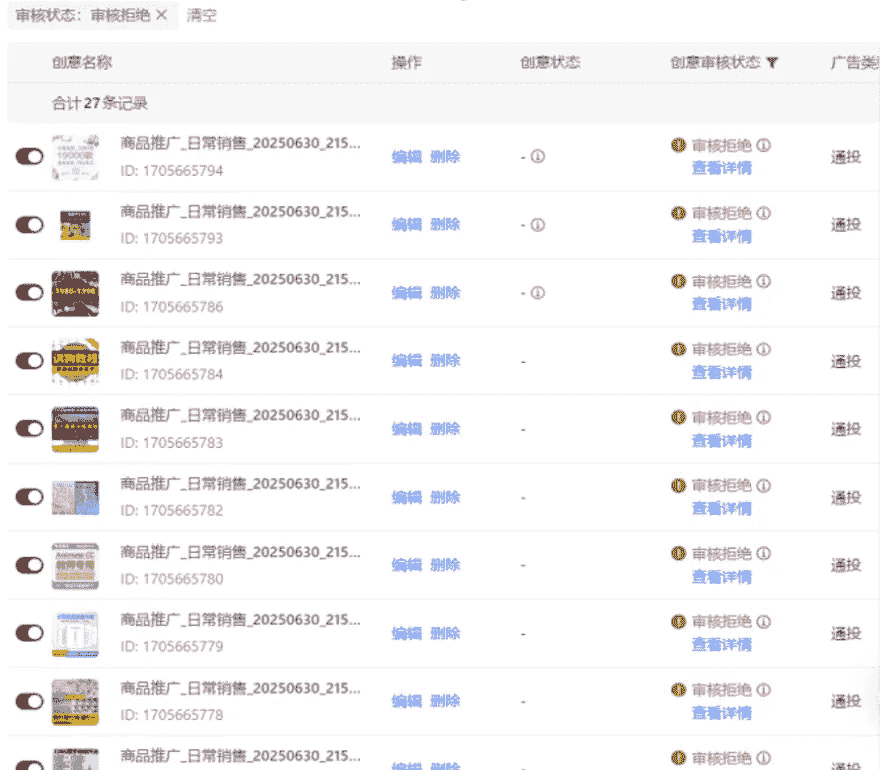 审核状态：审核拒绝 × 清空
创意名称 操作 创意状态 创意审核状态 广告类
合计27条记录
商品推广_日常销售_20250630_215...
编辑 删除 - 审核拒绝 通投
ID: 1705665794
查看详情
商品推广_日常销售_20250630_215...
编辑 删除 - 审核拒绝 通投
ID: 1705665793
查看详情
商品推广_日常销售_20250630_215...
编辑 删除 - 审核拒绝 通投
ID: 1705665786
查看详情
商品推广_日常销售_20250630_215...
编辑 删除 - 审核拒绝 通投
ID: 1705665784
查看详情
商品推广_日常销售_20250630_215...
编辑 删除 - 审核拒绝 通投
ID: 1705665783
查看详情
商品推广_日常销售_20250630_215...
编辑 删除 - 审核拒绝 通投
ID: 1705665782
查看详情
商品推广_日常销售_20250630_215...
编辑 删除 - 审核拒绝 通投
ID: 1705665780
查看详情
商品推广_日常销售_20250630_215...
编辑 删除 - 审核拒绝 通投
ID: 1705665779
查看详情
商品推广_日常销售_20250630_215...
编辑 删除 - 审核拒绝 通投
ID: 1705665778
查看详情
商品推广_日常销售_20250630_215...
编辑 删除 审核拒绝 通投